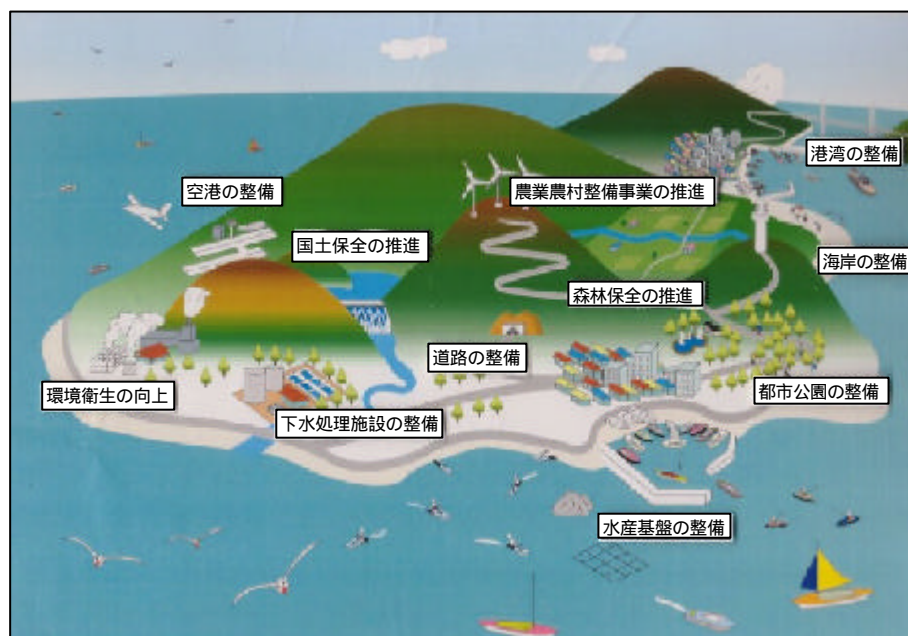 港湾の整備
空港の整備
農業農村整備事業の推進
国土保全の推進
海岸の整備
森林保全の推進
道路の整備
環境衛生の向上
都市公園の整備
下水処理施設の整備
水産基盤の整備